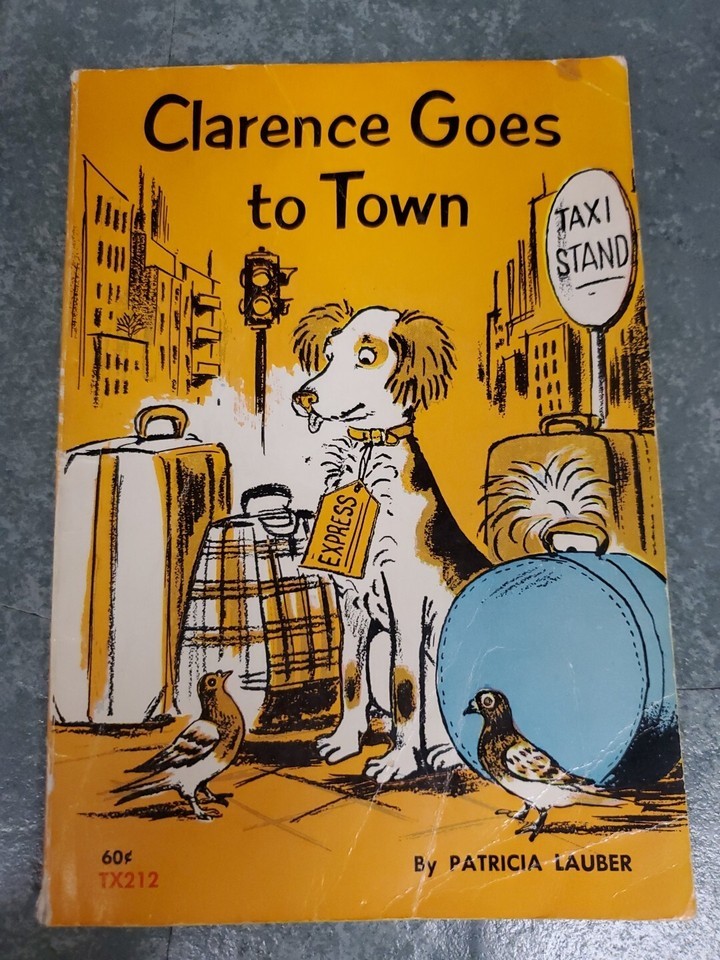 Clarence Goes
to Town
TAXI
STAND
EXPRESS
60¢
TX212
By PATRICIA LAUBER